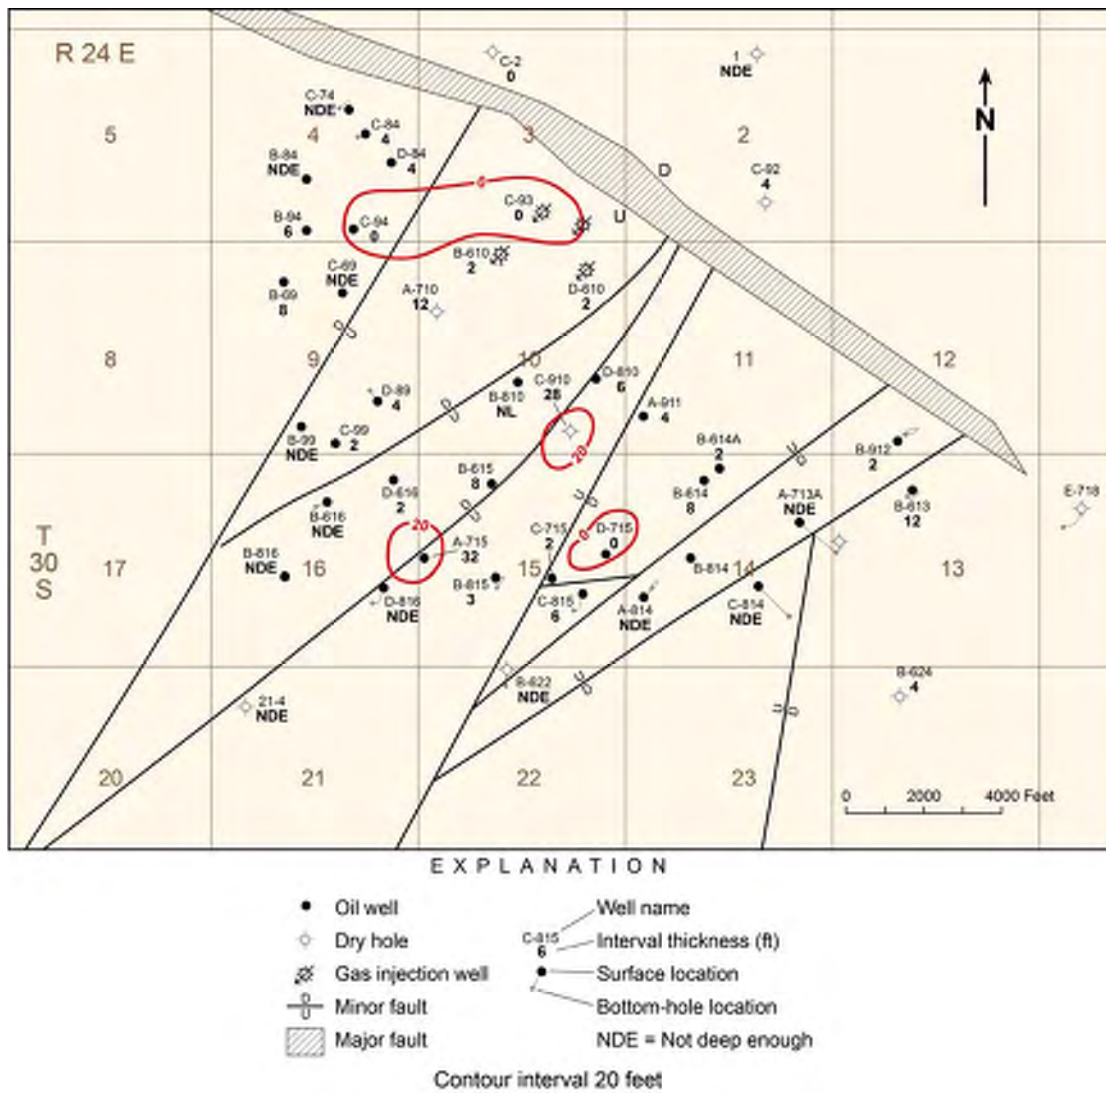 R 24 E
C-2
0
1
NDE
C-74
NDE
C-84
4
5
4
3
2
N
D-84
4
B-84
NDE
D
C-92
4
0
C-93
0
U
B-94
6
C-94
0
B-610
2
C-69
NDE
A-710
12
D-610
2
B-69
8
8
9
10
11
12
C-910
28
D-810
6
B-810
NL
D-89
4
A-911
4
C-99
2
B-99
NDE
20
B-614A
2
B-912
2
U
D
B-615
8
D-616
2
B-614
8
A-713A
NDE
B-613
12
E-718
B-616
NDE
U
D
U
D
T
30
S
20
A-715
32
C-715
2
0
D-715
0
B-816
NDE
17
16
15
B-814
14
13
B-815
3
D-816
NDE
C-815
6
A-814
NDE
C-814
NDE
B-622
NDE
U
D
B-624
4
21-4
NDE
U
D
20
21
22
23
0 2000 4000 Feet
EXPLANATION
Oil well
Dry hole
Gas injection well
Minor fault
Major fault
C-815
6
Well name
Interval thickness (ft)
Surface location
Bottom-hole location
NDE = Not deep enough
Contour interval 20 feet